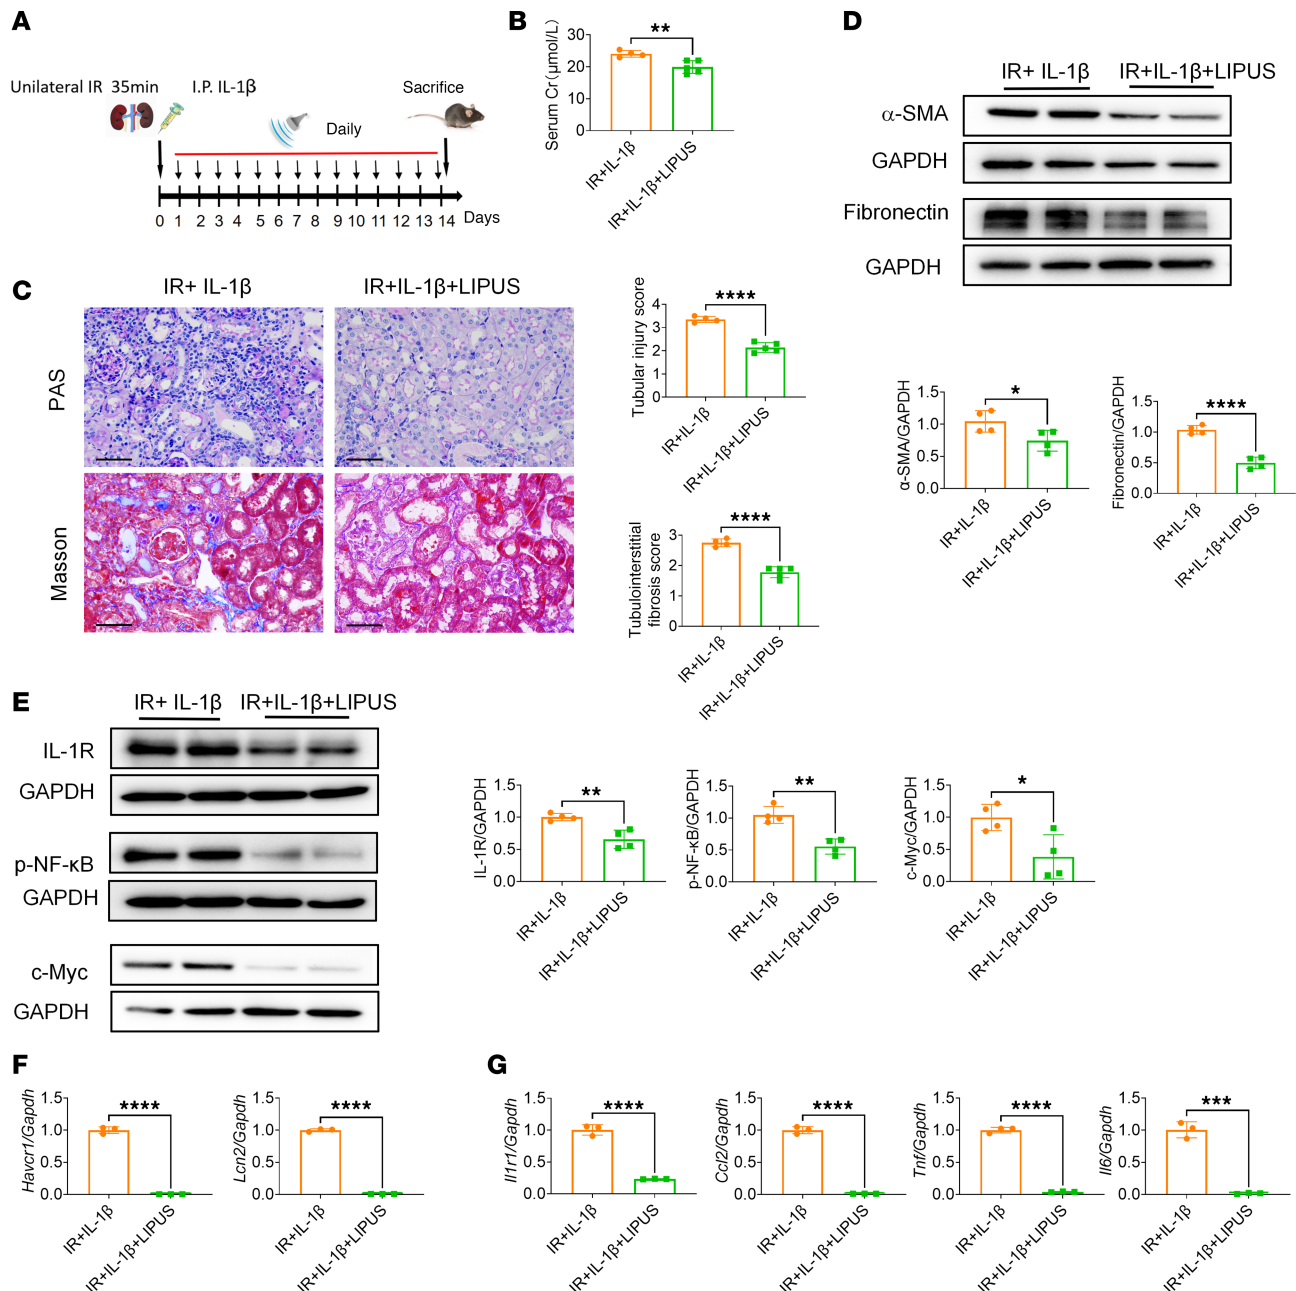 A
Unilateral IR 35min
I.P. IL-1β
Sacrifice
Daily
0 1 2 3 4 5 6 7 8 9 10 11 12 13 14 Days
B
Serum Cr(μmol/L)
30
20
10
0
**
IR+IL-1β
IR+IL-1β+LIPUS
C
IR+ IL-1β
IR+IL-1β+LIPUS
PAS
Masson
Tubular injury score
4
3
2
1
0
****
IR+IL-1β
IR+IL-1β+LIPUS
Tubulointerstitial
fibrosis score
3
2
1
0
****
IR+IL-1β
IR+IL-1β+LIPUS
D
IR+ IL-1β
IR+IL-1β+LIPUS
α-SMA
GAPDH
Fibronectin
GAPDH
α-SMA/GAPDH
1.5
1.0
0.5
0.0
*
IR+IL-1β
IR+IL-1β+LIPUS
Fibronectin/GAPDH
1.5
1.0
0.5
0.0
****
IR+IL-1β
IR+IL-1β+LIPUS
E
IR+ IL-1β
IR+IL-1β+LIPUS
IL-1R
GAPDH
p-NF-κB
GAPDH
c-Myc
GAPDH
IL-1R/GAPDH
1.5
1.0
0.5
0.0
**
IR+IL-1β
IR+IL-1β+LIPUS
p-NF-κB/GAPDH
1.5
1.0
0.5
0.0
**
IR+IL-1β
IR+IL-1β+LIPUS
c-Myc/GAPDH
1.5
1.0
0.5
0.0
*
IR+IL-1β
IR+IL-1β+LIPUS
F
Havcr1/Gapdh
1.5
1.0
0.5
0.0
****
IR+IL-1β
IR+IL-1β+LIPUS
Lcn2/Gapdh
1.5
1.0
0.5
0.0
****
IR+IL-1β
IR+IL-1β+LIPUS
G
Il1r1/Gapdh
1.5
1.0
0.5
0.0
****
IR+IL-1β
IR+IL-1β+LIPUS
Ccl2/Gapdh
1.5
1.0
0.5
0.0
****
IR+IL-1β
IR+IL-1β+LIPUS
Tnf/Gapdh
1.5
1.0
0.5
0.0
****
IR+IL-1β
IR+IL-1β+LIPUS
Il6/Gapdh
1.5
1.0
0.5
0.0
***
IR+IL-1β
IR+IL-1β+LIPUS